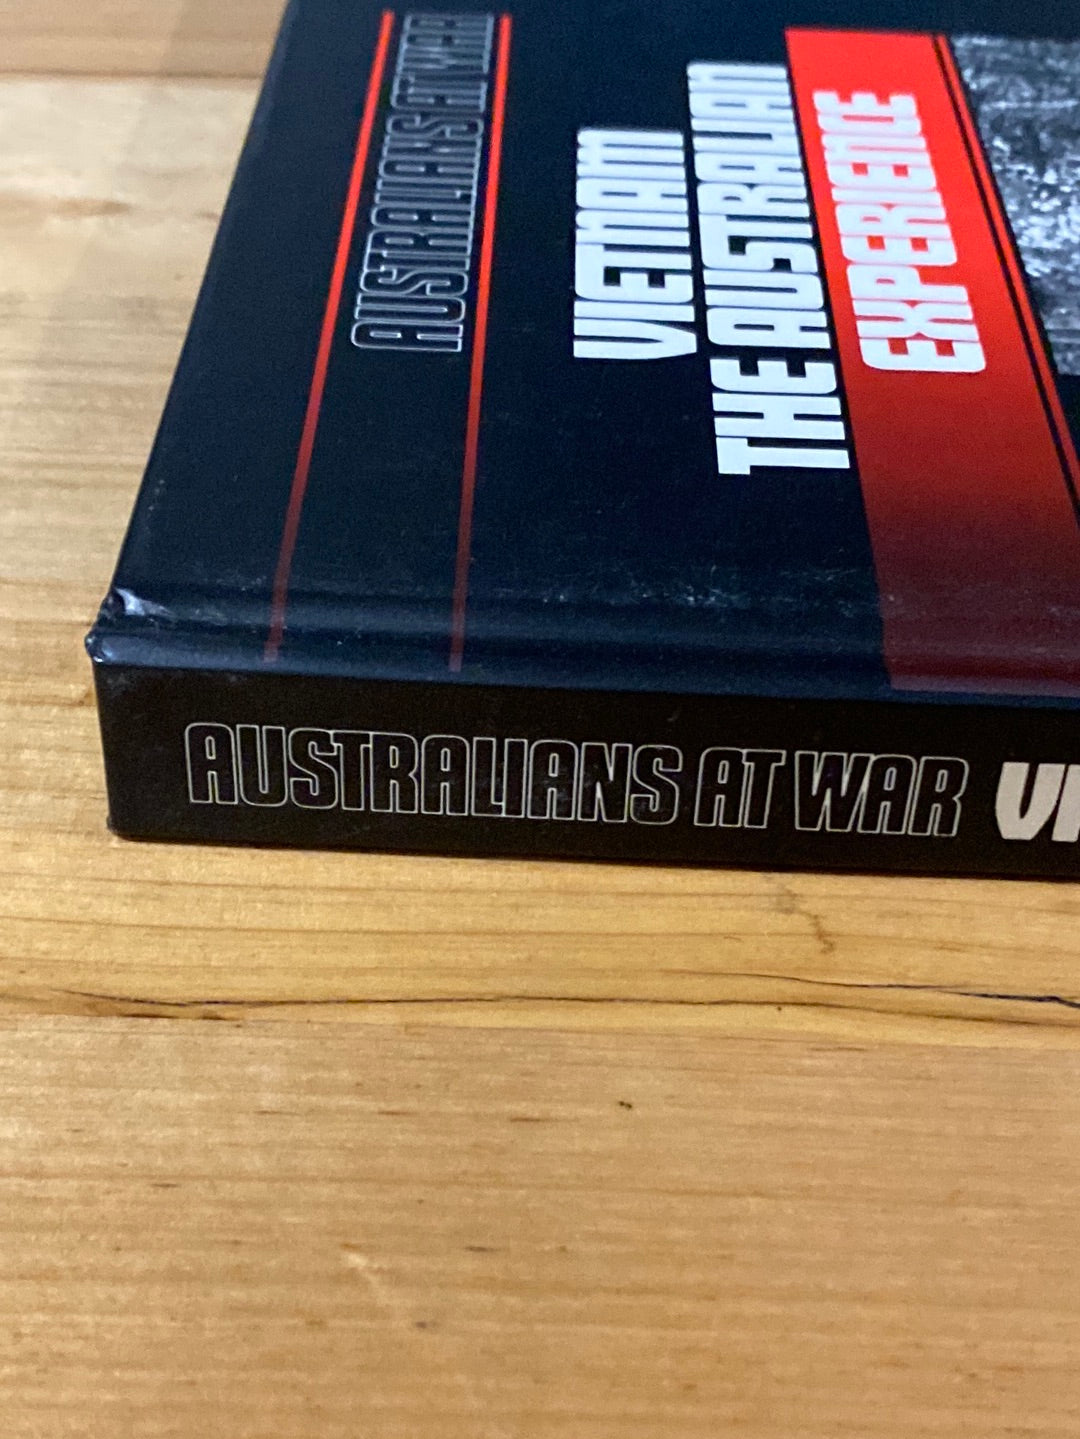 AUSTRALIANS AT WAR
VIETNAM
THE AUSTRALIAN
EXPERIENCE
AUSTRALIANS AT WAR